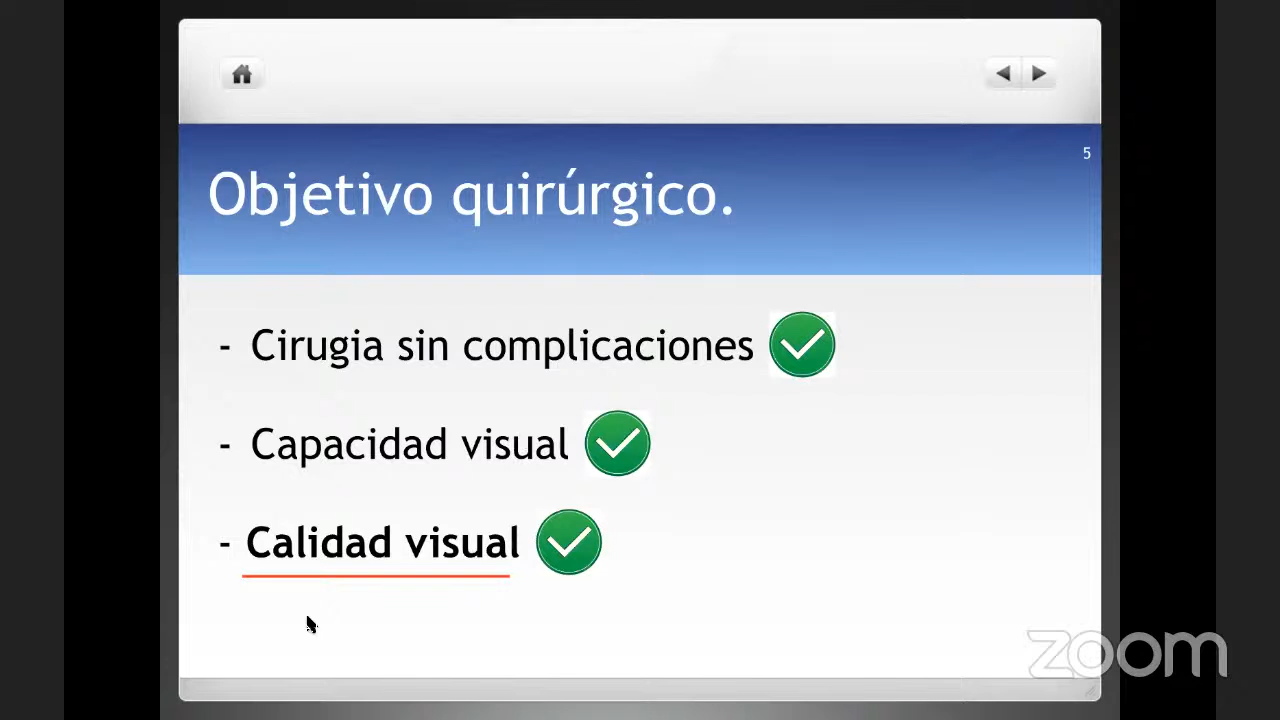 5
Objetivo quirúrgico.
- Cirugia sin complicaciones
- Capacidad visual
- Calidad visual
zoom